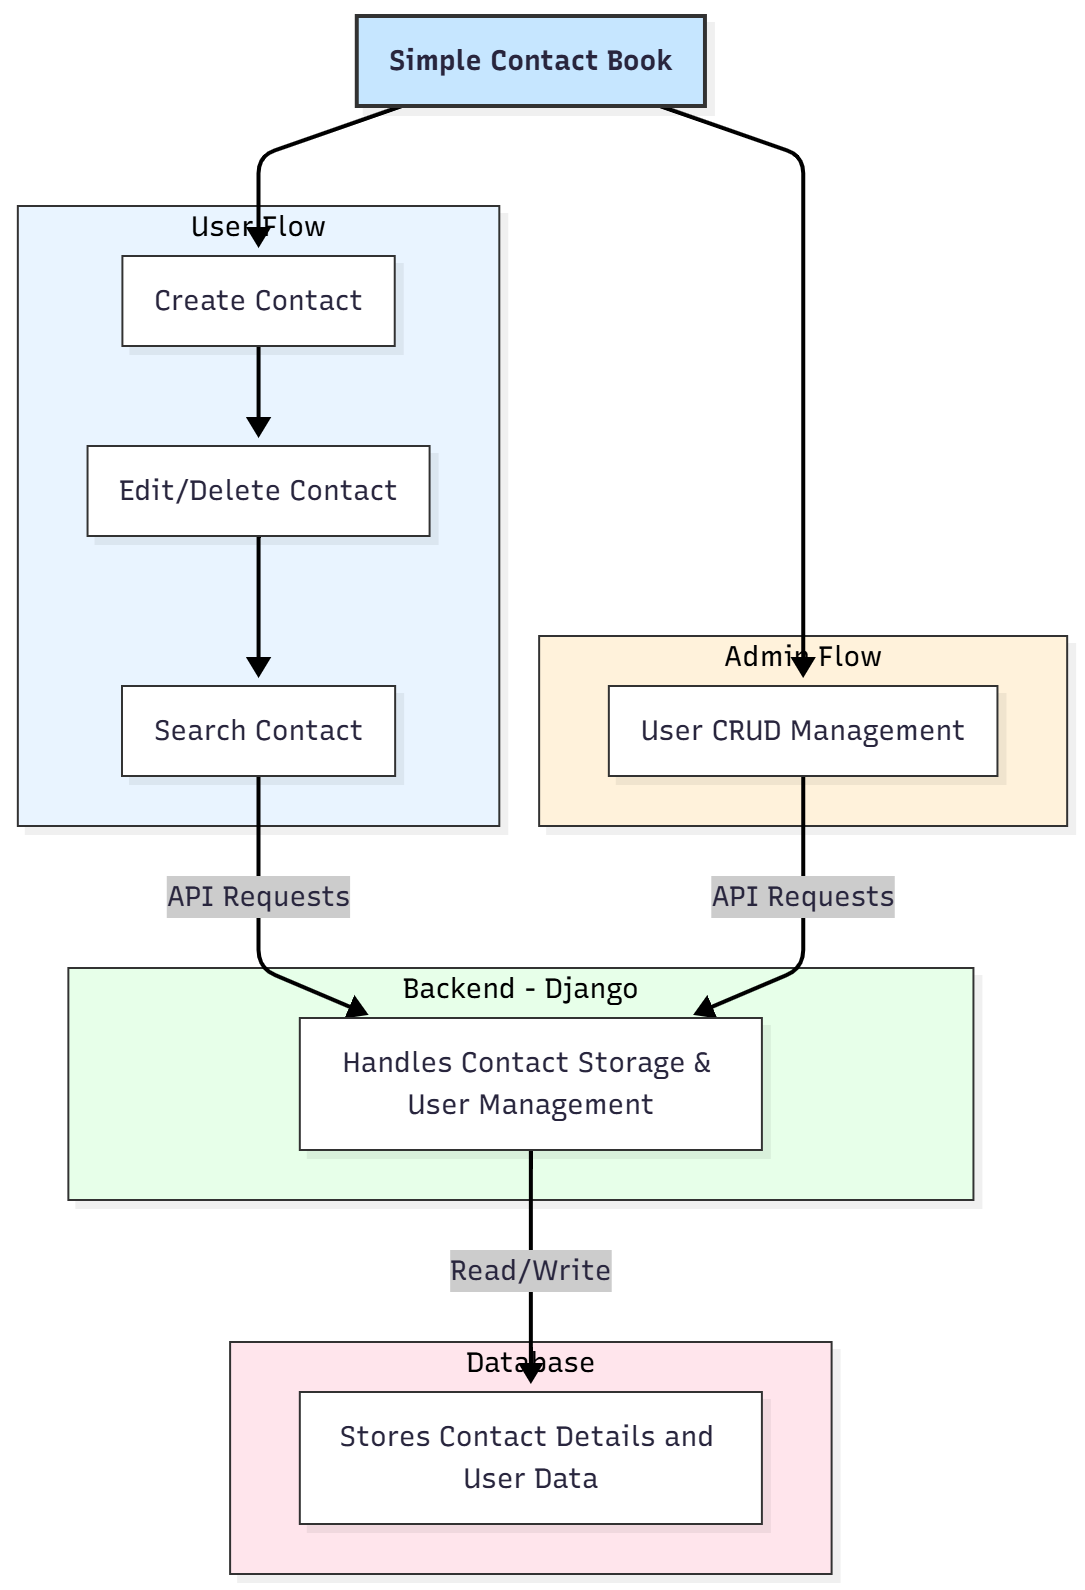 Simple Contact Book
User Flow
Create Contact
Edit/Delete Contact
Search Contact
Admin Flow
User CRUD Management
API Requests
API Requests
Backend - Django
Handles Contact Storage &
User Management
Read/Write
Database
Stores Contact Details and
User Data